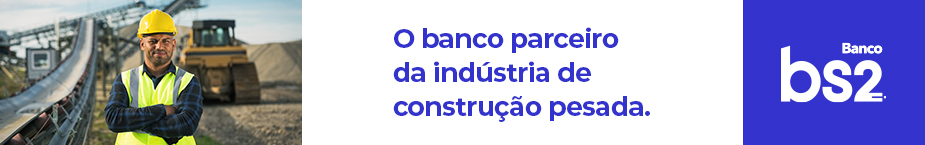 O banco parceiro
da indústria de
construção pesada.
Banco
bs2